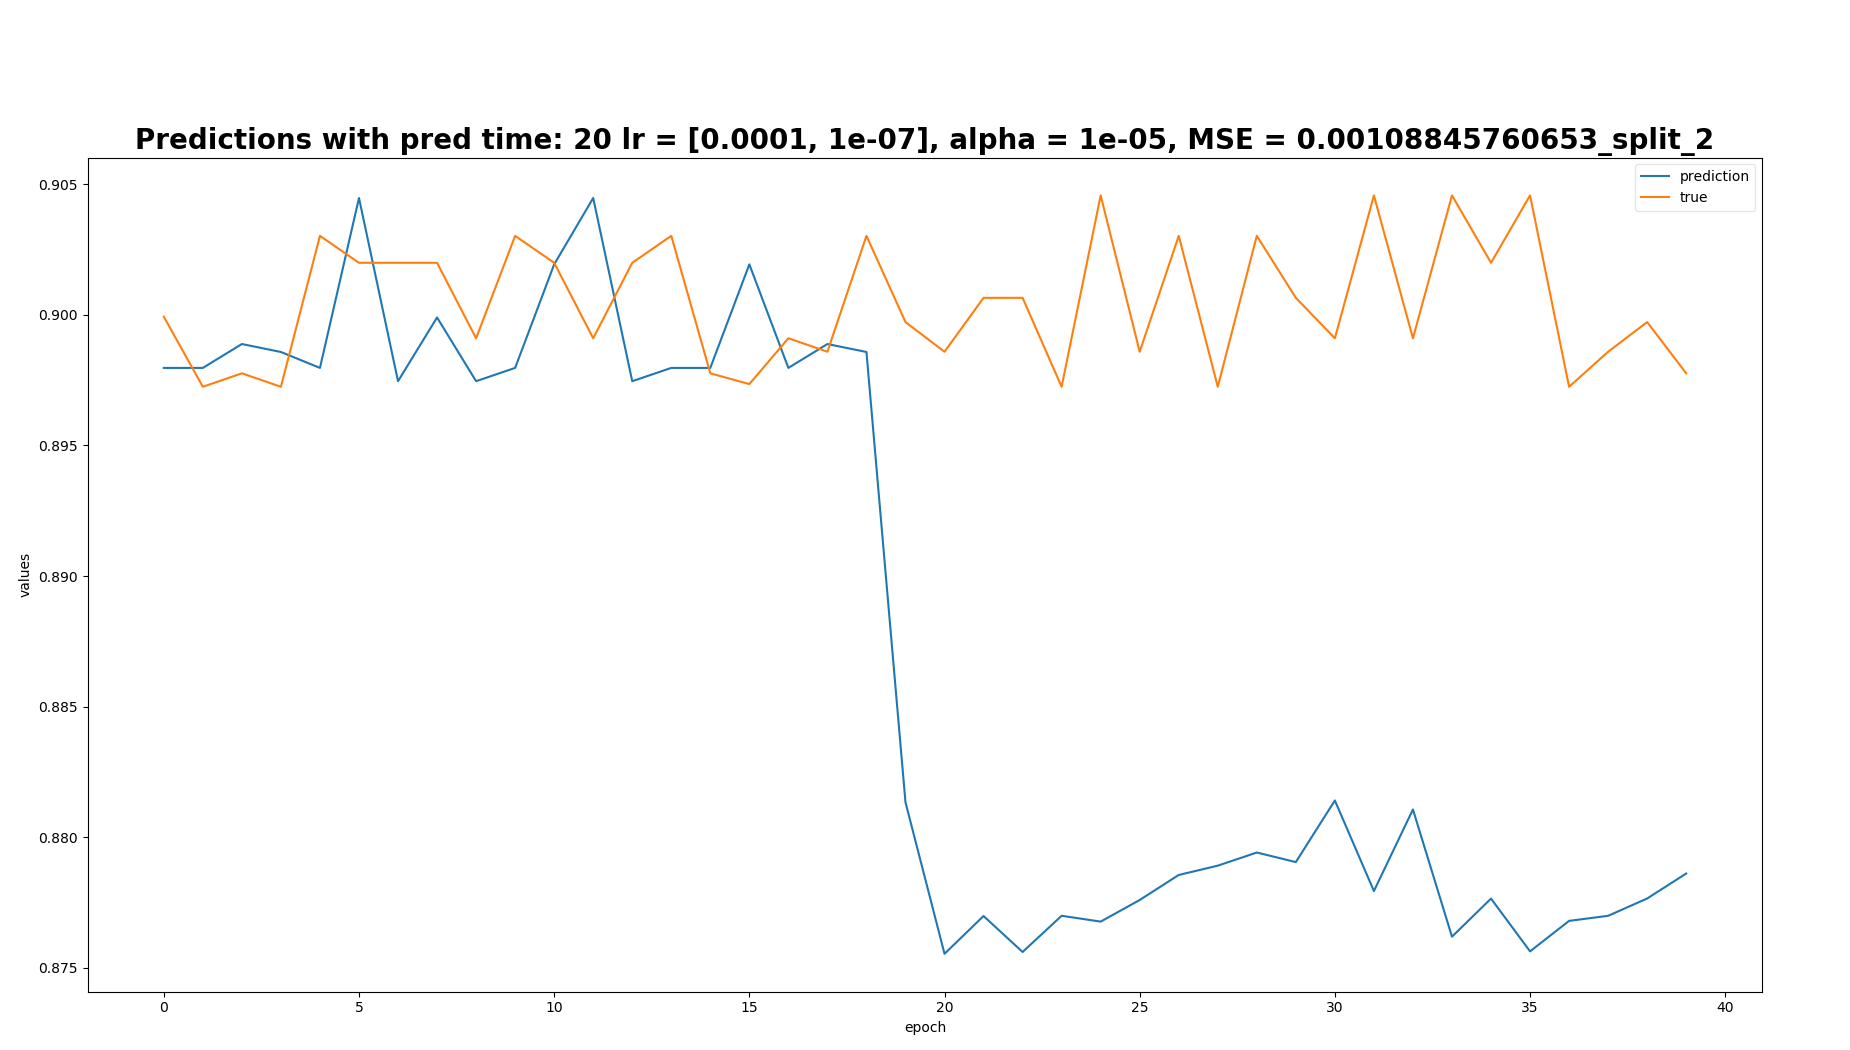 Predictions with pred time: 20 lr = [0.0001, 1e-07], alpha = 1e-05, MSE = 0.00108845760653_split_2
prediction
true
0.905
0.900
0.895
0.890
0.885
0.880
0.875
values
0 5 10 15 20 25 30 35 40
epoch